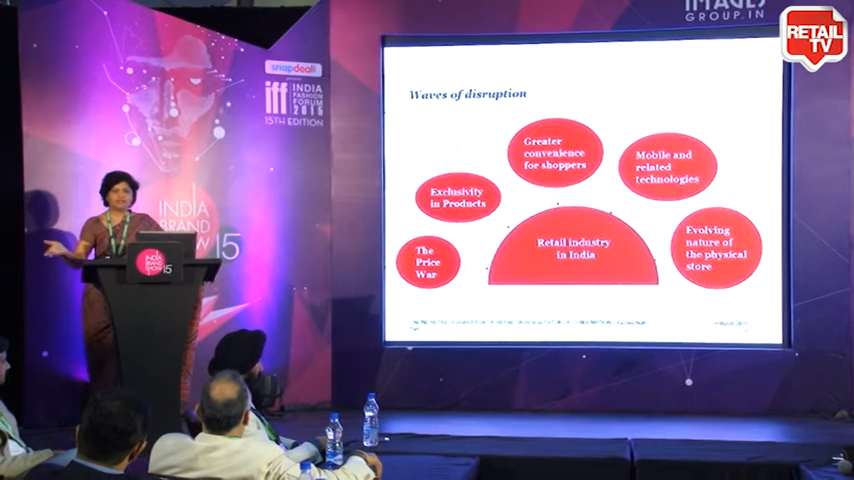 IMAGES
GROUP.IN
RETAIL
TV
snapdeal
presents
iff
INDIA
FASHION
FORUM
2015
15TH EDITION
INDIA
BRAND
SHOW 15
INDIA
BRAND
SHOW
'15
Waves of disruption
Greater
convenience
for shoppers
Mobile and
related
technologies
Exclusivity
in Products
Evolving
nature of
the physical
store
The
Price
War
Retail industry
in India